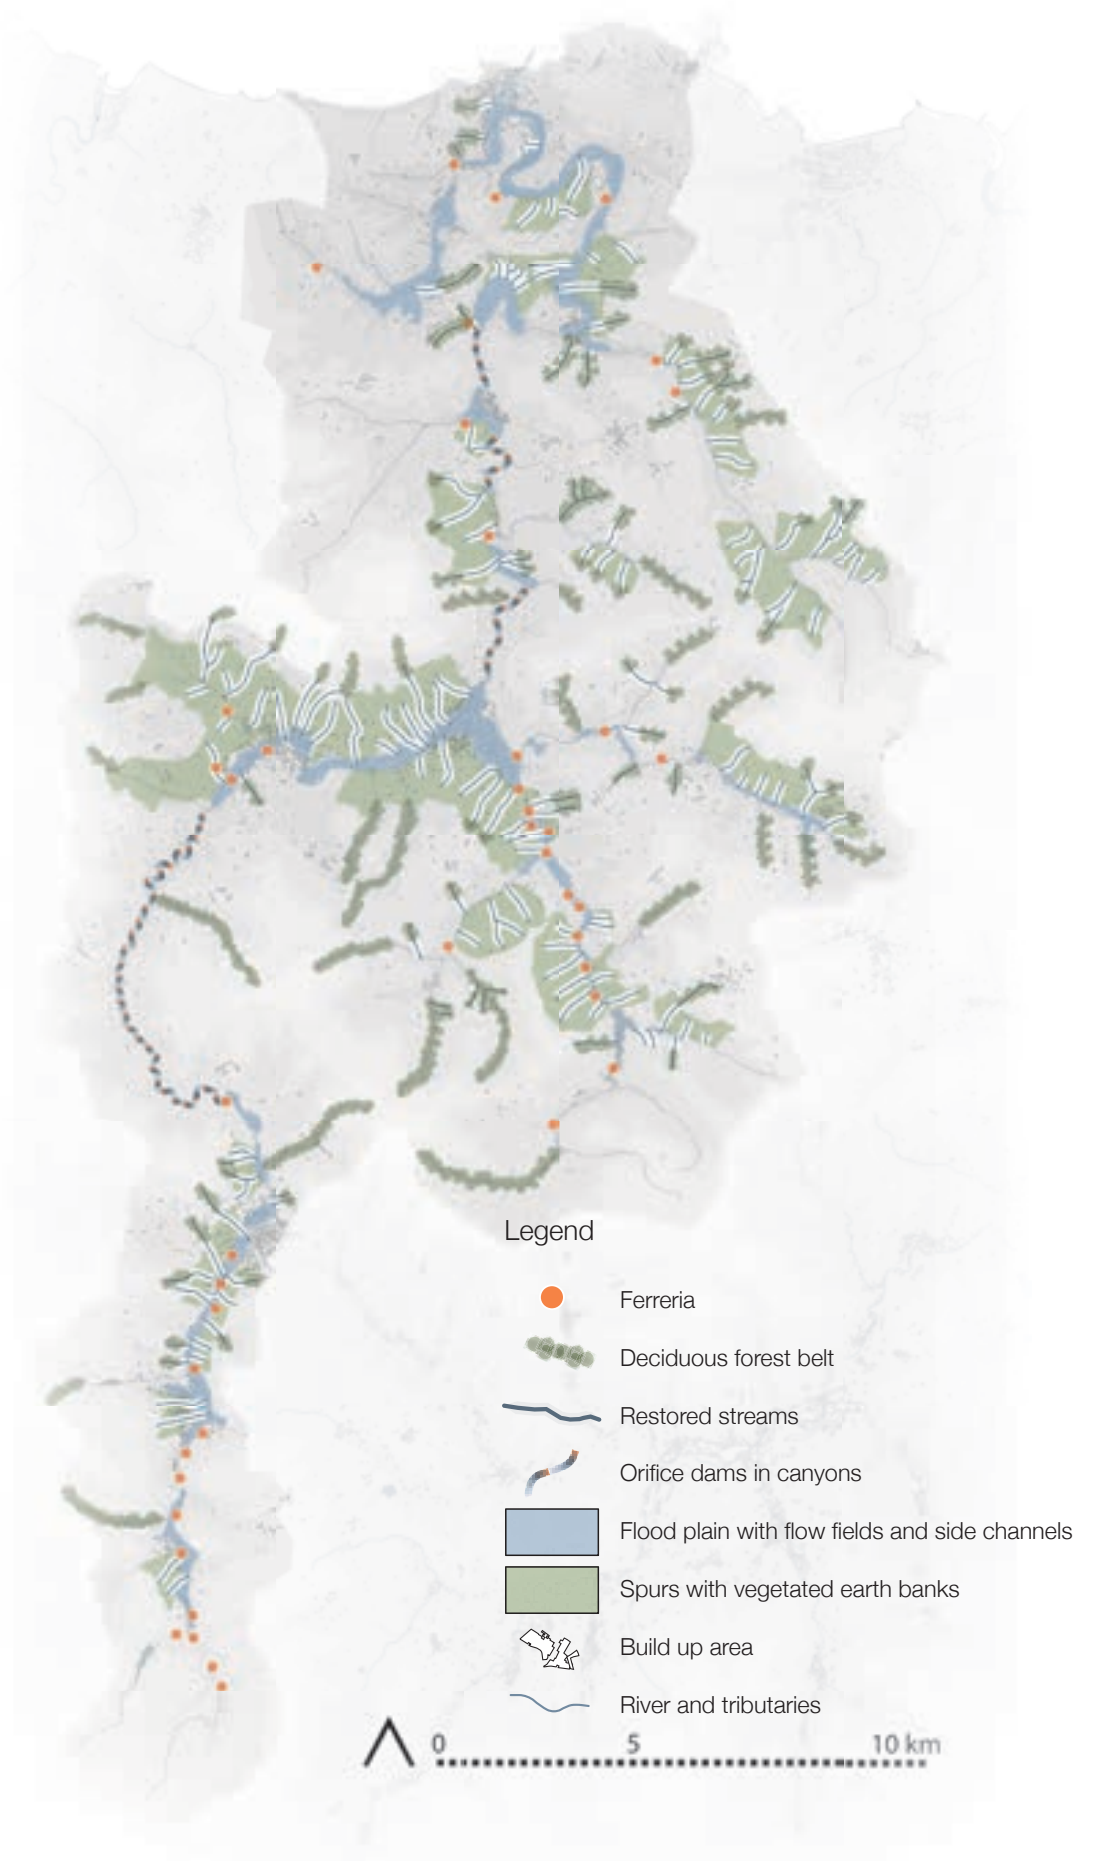 Legend
Ferreria
Deciduous forest belt
Restored streams
Orifice dams in canyons
Flood plain with flow fields and side channels
Spurs with vegetated earth banks
Build up area
River and tributaries
0 5 10 km